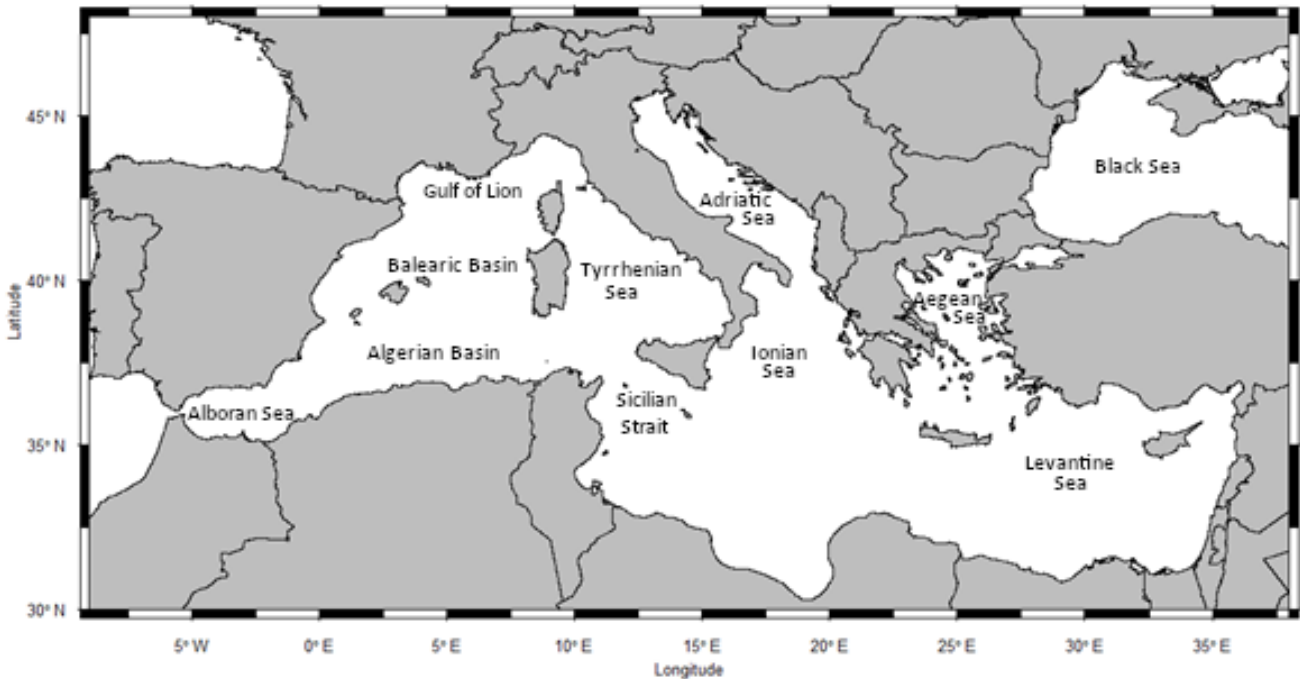 45° N
40° N
35° N
30° N
Latitude
Gulf of Lion
Balearic Basin
Algerian Basin
Alboran Sea
Tyrrhenian
Sea
Adriatic
Sea
Sicilian
Strait
Ionian
Sea
Aegean
Sea
Levantine
Sea
Black Sea
5° W
0° E
5° E
10° E
15° E
20° E
25° E
30° E
35° E
Longitude